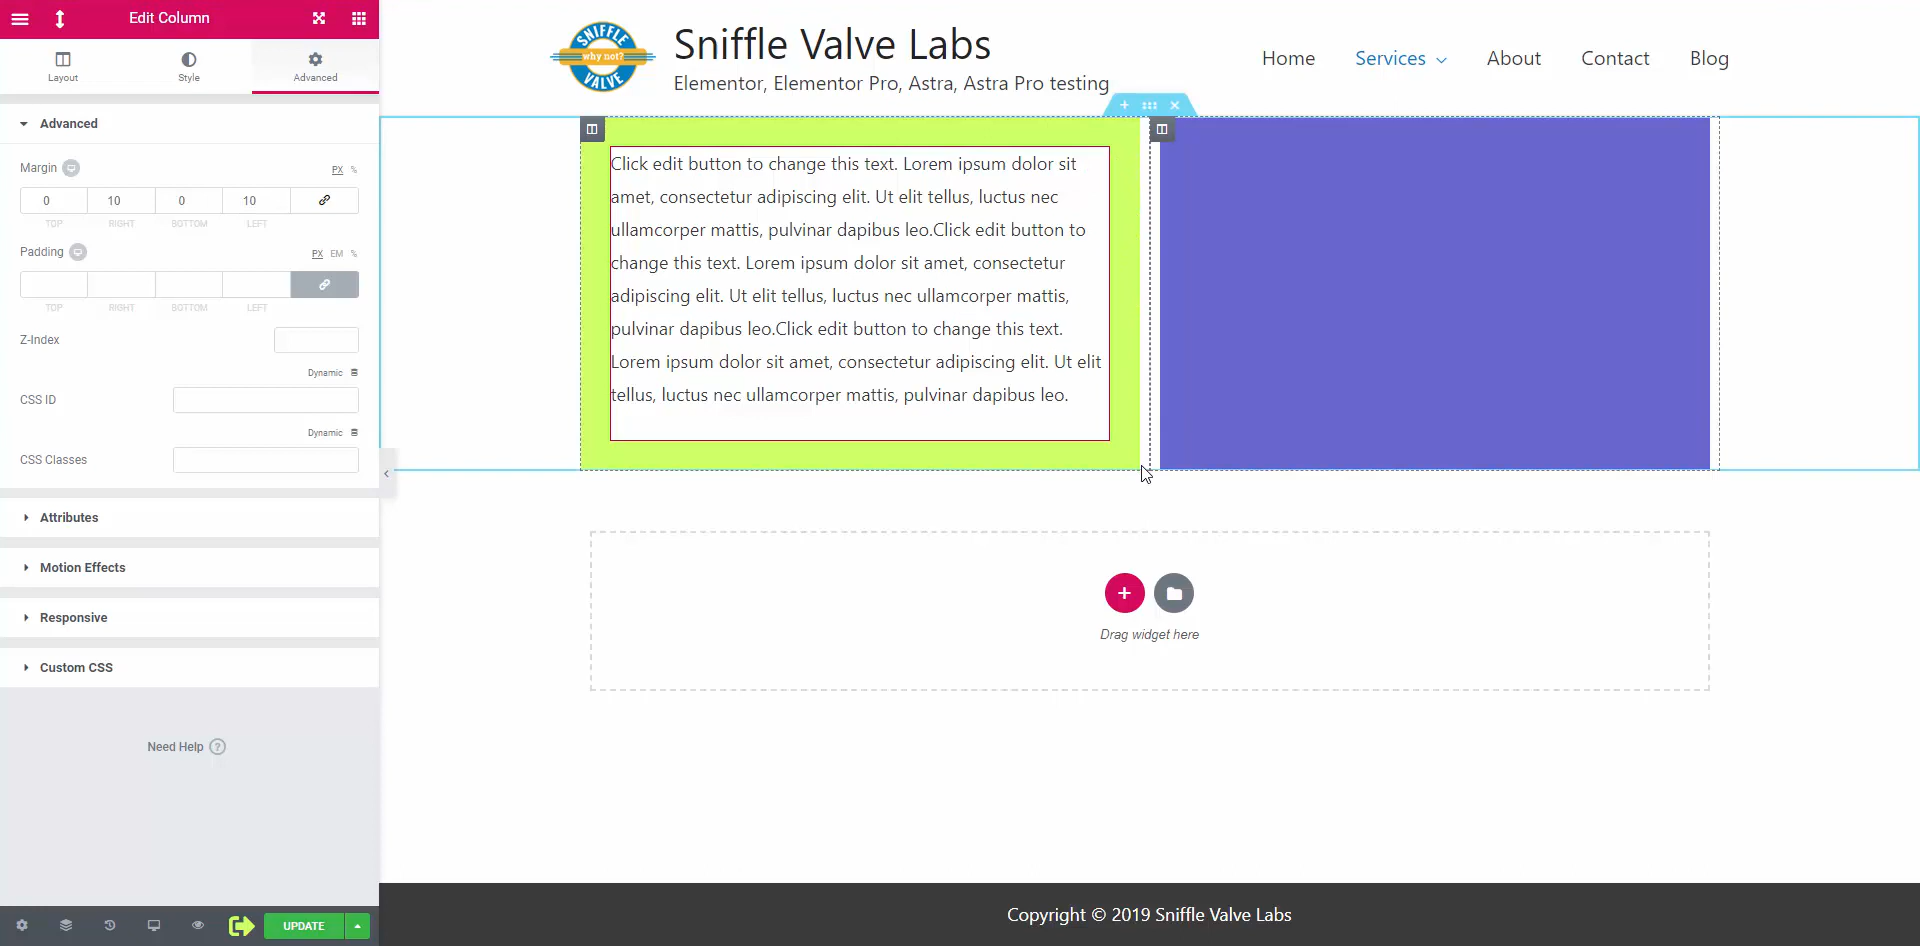 Edit Column
Layout
Style
Advanced
Advanced
Margin
PX %
0 10 0 10
TOP RIGHT BOTTOM LEFT
Padding
PX EM %
TOP RIGHT BOTTOM LEFT
Z-Index
Dynamic
CSS ID
Dynamic
CSS Classes
Attributes
Motion Effects
Responsive
Custom CSS
Need Help ?
UPDATE
SNIFFLE
why not?
VALVE
Sniffle Valve Labs
Elementor, Elementor Pro, Astra, Astra Pro testing
Home Services About Contact Blog
Click edit button to change this text. Lorem ipsum dolor sit
amet, consectetur adipiscing elit. Ut elit tellus, luctus nec
ullamcorper mattis, pulvinar dapibus leo.Click edit button to
change this text. Lorem ipsum dolor sit amet, consectetur
adipiscing elit. Ut elit tellus, luctus nec ullamcorper mattis,
pulvinar dapibus leo.Click edit button to change this text.
Lorem ipsum dolor sit amet, consectetur adipiscing elit. Ut elit
tellus, luctus nec ullamcorper mattis, pulvinar dapibus leo.
Drag widget here
Copyright © 2019 Sniffle Valve Labs